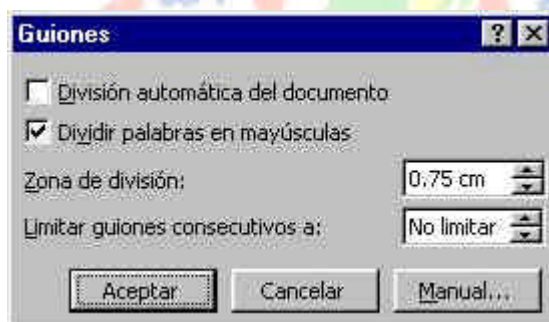 Guiones
División automática del documento
Dividir palabras en mayúsculas
Zona de división: 0.75 cm
Limitar guiones consecutivos a: No limitar
Aceptar Cancelar Manual...